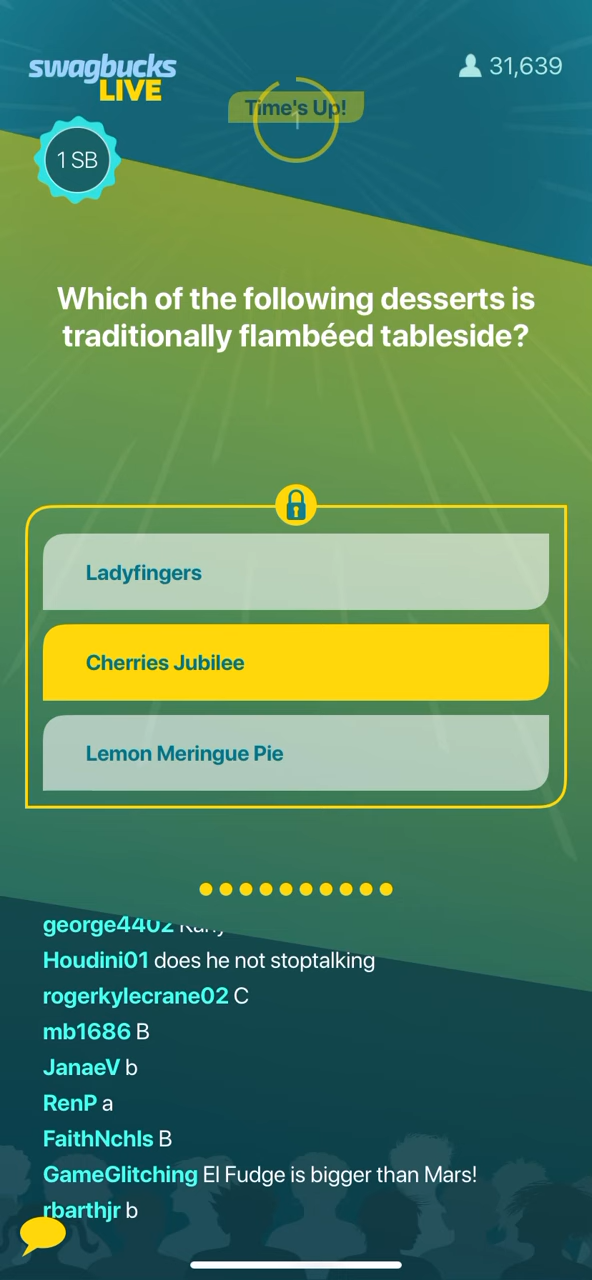 swagbucks
LIVE
31,639
Time's Up!
1
1 SB
Which of the following desserts is
traditionally flambéed tableside?
Ladyfingers
Cherries Jubilee
Lemon Meringue Pie
george4402
Houdini01 does he not stoptalking
rogerkylecrane02 C
mb1686 B
JanaeV b
RenP a
FaithNchls B
GameGlitching El Fudge is bigger than Mars!
rbarthjr b